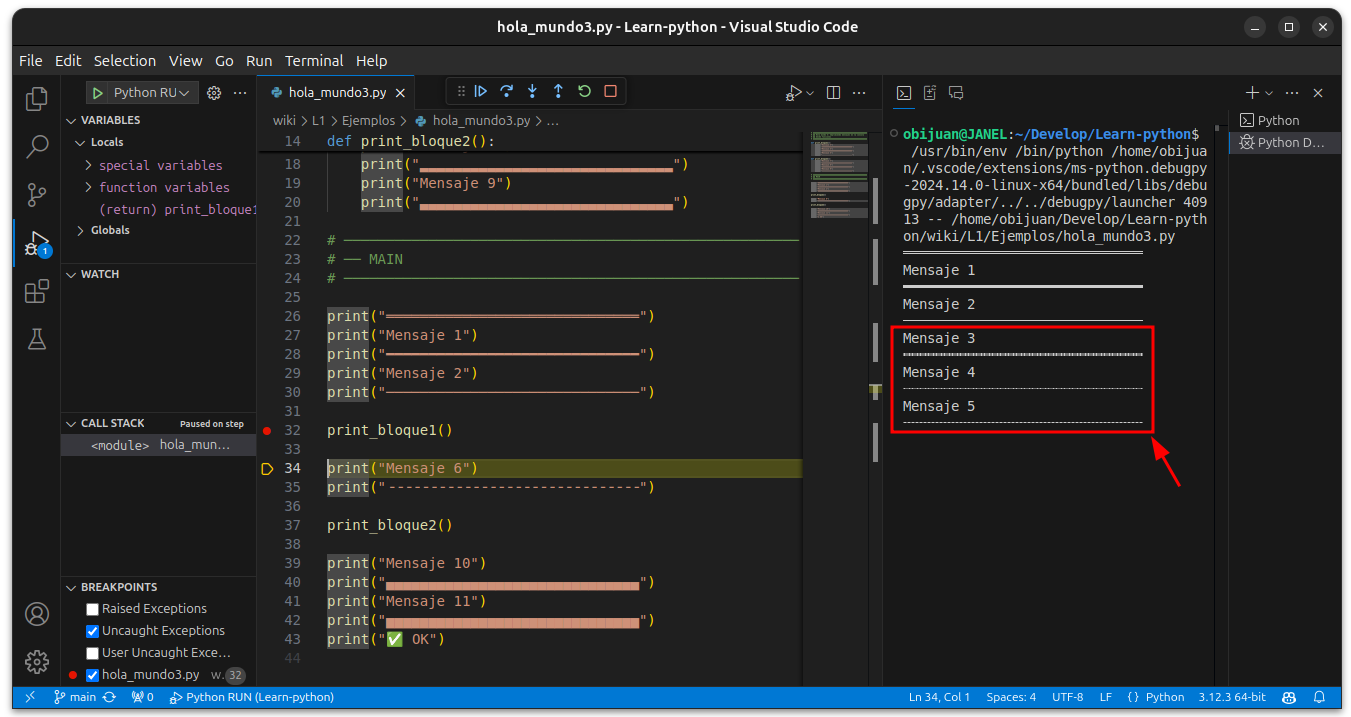 hola_mundo3.py - Learn-python - Visual Studio Code
File Edit Selection View Go Run Terminal Help
Python RU
VARIABLES
Locals
special variables
function variables
(return) print_bloque1
Globals
WATCH
CALL STACK Paused on step
<module> hola_mun...
BREAKPOINTS
Raised Exceptions
Uncaught Exceptions
User Uncaught Exce...
hola_mundo3.py w. 32
1
hola_mundo3.py
wiki > L1 > Ejemplos > hola_mundo3.py > ...
14 def print_bloque2():
18 print("▄▄▄▄▄▄▄▄▄▄▄▄▄▄▄▄▄▄▄▄▄▄▄▄▄▄▄▄▄▄")
19 print("Mensaje 9")
20 print("▄▄▄▄▄▄▄▄▄▄▄▄▄▄▄▄▄▄▄▄▄▄▄▄▄▄▄▄▄▄")
21
22 # ──────────────────────────────────────────────────────
23 # ── MAIN
24 # ──────────────────────────────────────────────────────
25
26 print("══════════════════════════════")
27 print("Mensaje 1")
28 print("━━━━━━━━━━━━━━━━━━━━━━━━━━━━━━")
29 print("Mensaje 2")
30 print("──────────────────────────────")
31
32 print_bloque1()
33
34 print("Mensaje 6")
35 print("------------------------------")
36
37 print_bloque2()
38
39 print("Mensaje 10")
40 print("▄▄▄▄▄▄▄▄▄▄▄▄▄▄▄▄▄▄▄▄▄▄▄▄▄▄▄▄▄▄")
41 print("Mensaje 11")
42 print("▄▄▄▄▄▄▄▄▄▄▄▄▄▄▄▄▄▄▄▄▄▄▄▄▄▄▄▄▄▄")
43 print("✅ OK")
44
obijuan@JANEL:~/Develop/Learn-python$
/usr/bin/env /bin/python /home/obijua
n/.vscode/extensions/ms-python.debugpy
-2024.14.0-linux-x64/bundled/libs/debu
gpy/adapter/../../debugpy/launcher 409
13 -- /home/obijuan/Develop/Learn-pyth
on/wiki/L1/Ejemplos/hola_mundo3.py
══════════════════════════════
Mensaje 1
━━━━━━━━━━━━━━━━━━━━━━━━━━━━━━
Mensaje 2
──────────────────────────────
Mensaje 3
Mensaje 4
Mensaje 5
Python
Python D...
main 0 Python RUN (Learn-python)
Ln 34, Col 1 Spaces: 4 UTF-8 LF {} Python 3.12.3 64-bit